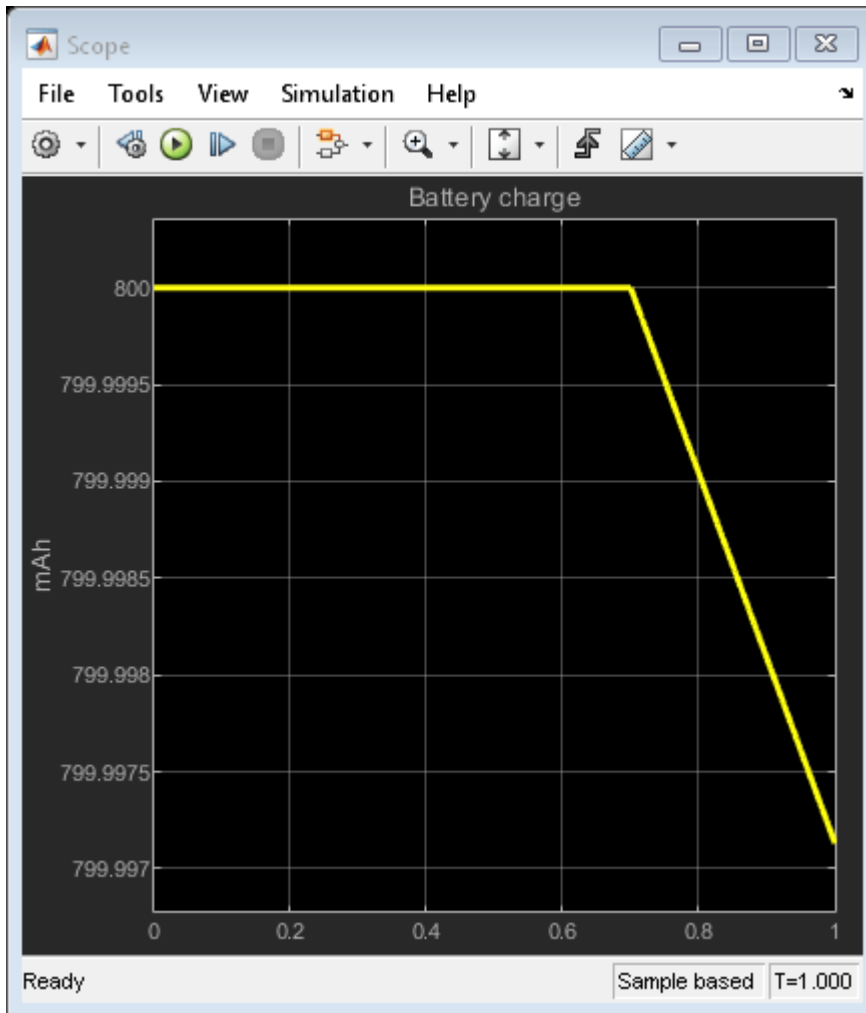 Scope
File Tools View Simulation Help
Battery charge
800
799.9995
799.999
799.9985
799.998
799.9975
799.997
mAh
0 0.2 0.4 0.6 0.8 1
Ready Sample based T=1.000